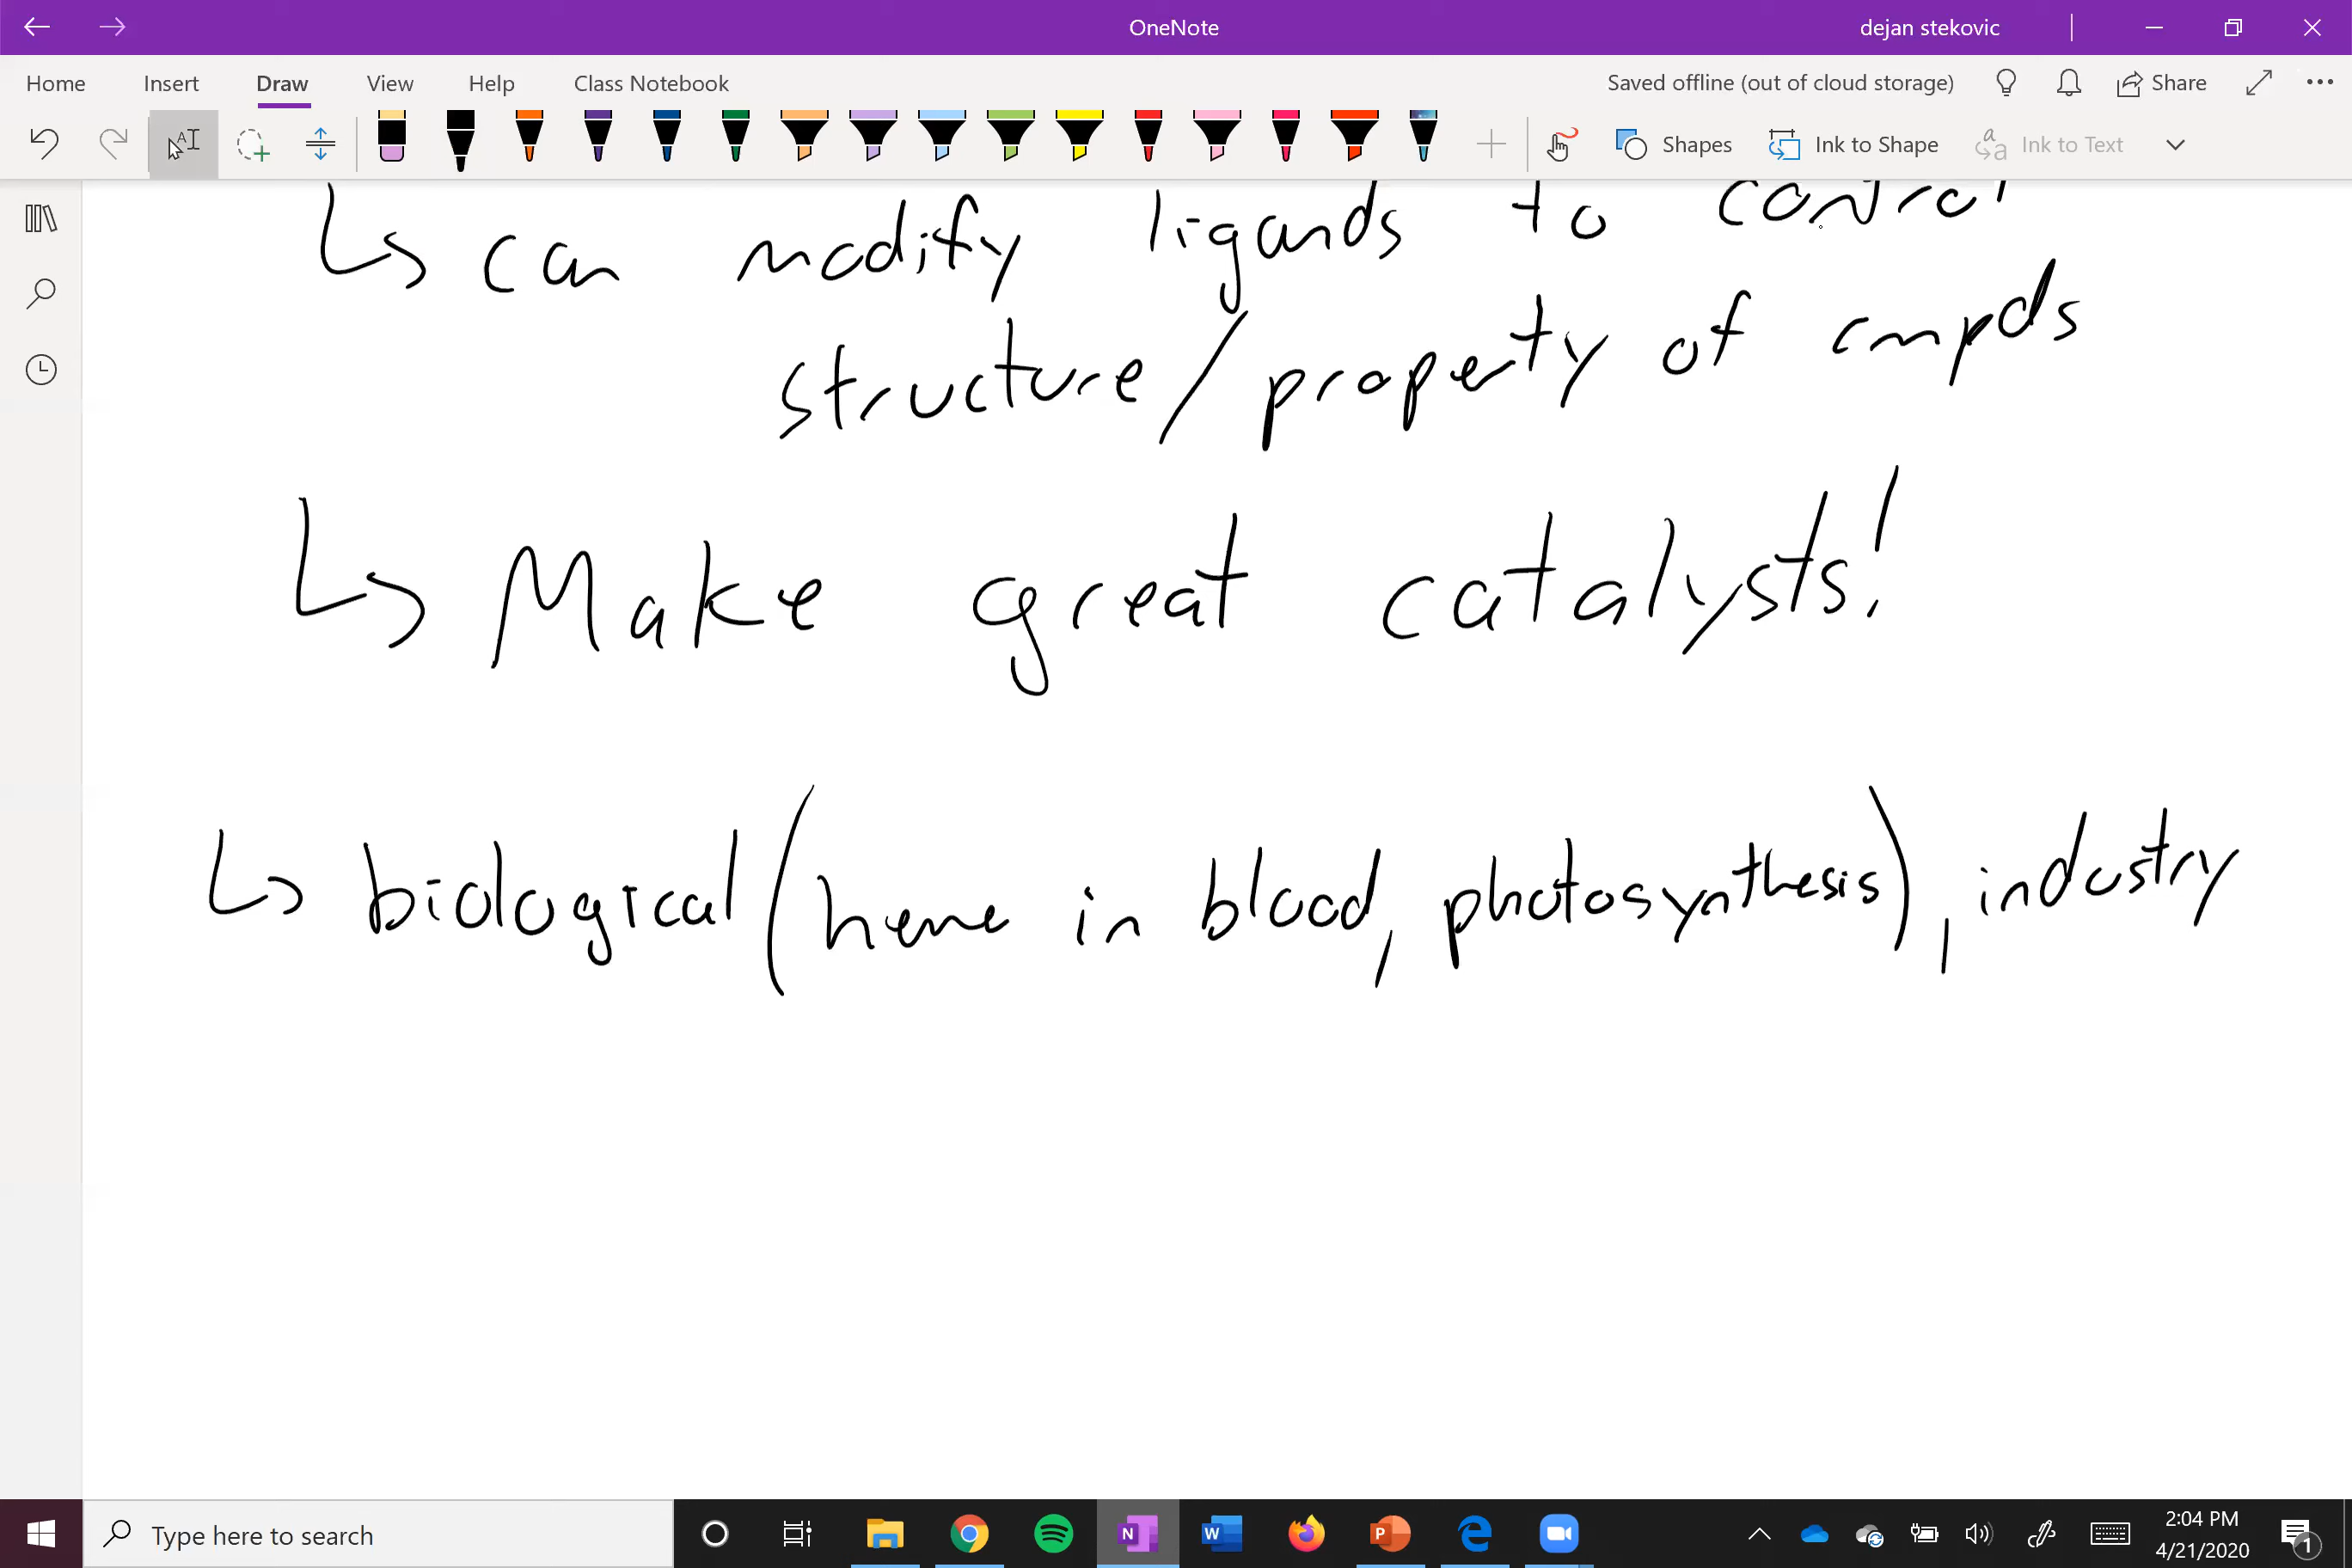 OneNote
dejan stekovic
Home Insert Draw View Help Class Notebook
Saved offline (out of cloud storage) Share
Shapes Ink to Shape Ink to Text
↳ can modify ligands to control
structure/property of cmpds
↳ Make great catalysts!
↳ biological (heme in blood, photosynthesis), industry
Type here to search
2:04 PM
4/21/2020
1